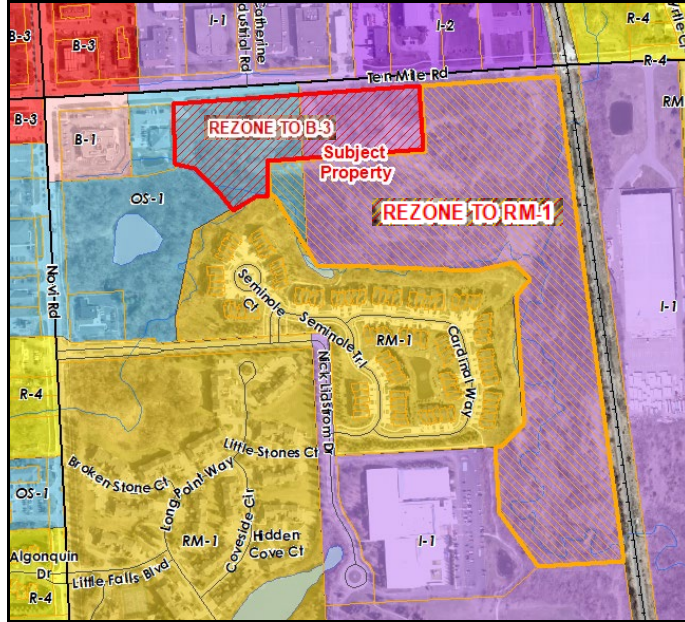 B-3
B-3
I-1
Catherine
Industrial Rd
I-2
R-4
Myrtle Ct
Ten Mile Rd
R-4
RM
B-3
B-1
REZONE TO B-3
Subject
Property
OS-1
REZONE TO RM-1
Novi Rd
I-1
Seminole
Ct
Seminole Trl
RM-1
Cardinal Way
Nick Lidstrom Dr
R-4
Little Stones Ct
Broken Stone Ct
Long Point Way
OS-1
RM-1
Coveside Cir
Hidden
Cove Ct
I-1
Algonquin
Dr
Little Falls Blvd
R-4